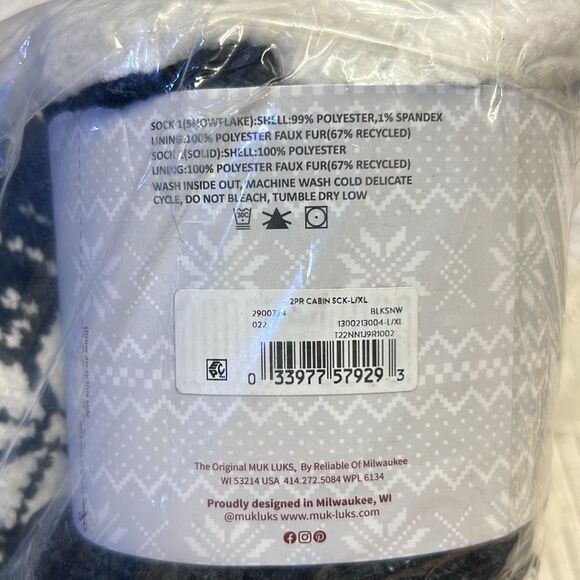 SOCK 1(SNOWFLAKE):SHELL:99% POLYESTER,1% SPANDEX
LINING:100% POLYESTER FAUX FUR(67% RECYCLED)
SOCK 2(SOLID):SHELL:100% POLYESTER
LINING:100% POLYESTER FAUX FUR(67% RECYCLED)
WASH INSIDE OUT, MACHINE WASH COLD DELICATE
CYCLE, DO NOT BLEACH, TUMBLE DRY LOW
30C
2PR CABIN SCK-L/XL
2900724 BLKSNW
022 1300213004-L/XL
T22NN1J9R1002
0 33977 57929 3
The Original MUK LUKS, By Reliable Of Milwaukee
WI 53214 USA 414.272.5084 WPL 6134
Proudly designed in Milwaukee, WI
@mukluks www.muk-luks.com